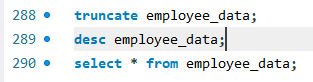 288 truncate employee_data;
289 desc employee_data;
290 select * from employee_data;